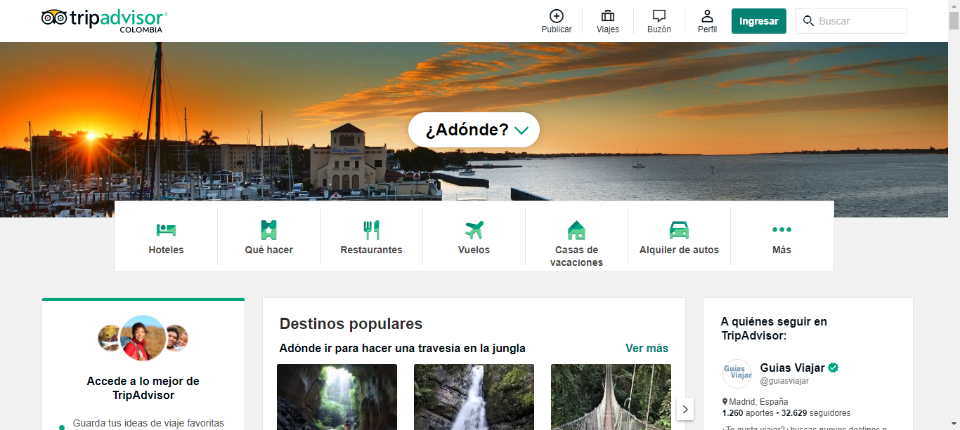 tripadvisor
COLOMBIA
Publicar
Viajes
Buzón
Perfil
Ingresar
Buscar
¿Adónde?
Hoteles
Qué hacer
Restaurantes
Vuelos
Casas de
vacaciones
Alquiler de autos
Más
Accede a lo mejor de
TripAdvisor
Guarda tus ideas de viaje favoritas
Destinos populares
Adónde ir para hacer una travesía en la jungla
Ver más
A quiénes seguir en
TripAdvisor:
Guías
Viajar
Guías Viajar
@guiasviajar
Madrid, España
1.260 aportes • 32.629 seguidores